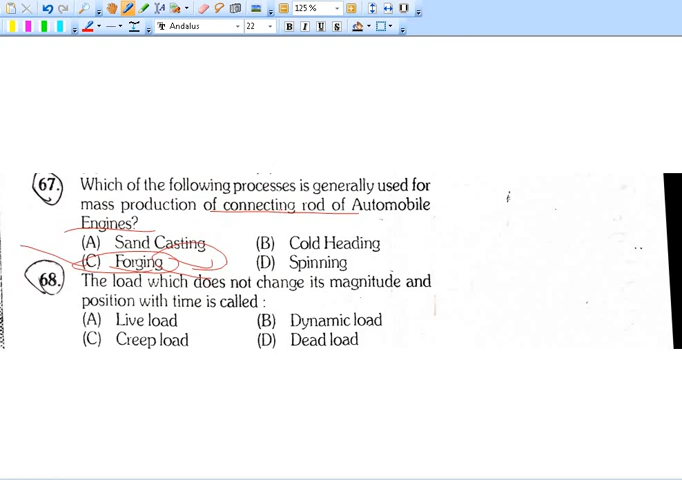 125 %
Andalus 22 B I U S
67. Which of the following processes is generally used for
mass production of connecting rod of Automobile
Engines?
(A) Sand Casting (B) Cold Heading
(C) Forging (D) Spinning
68. The load which does not change its magnitude and
position with time is called :
(A) Live load (B) Dynamic load
(C) Creep load (D) Dead load